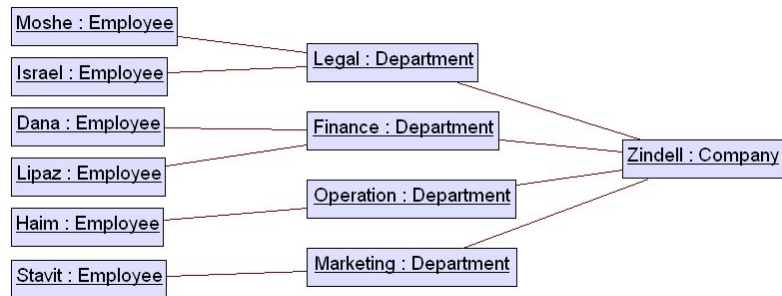 Moshe : Employee
Israel : Employee
Dana : Employee
Lipaz : Employee
Haim : Employee
Stavit : Employee
Legal : Department
Finance : Department
Operation : Department
Marketing : Department
Zindell : Company